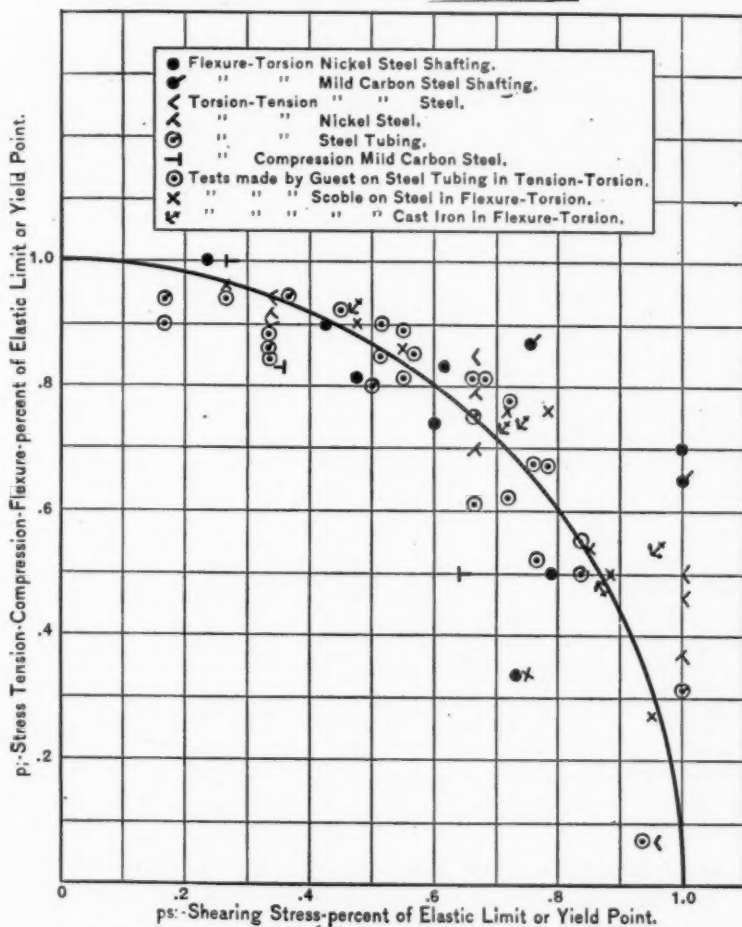 Flexure-Torsion Nickel Steel Shafting.
" " Mild Carbon Steel Shafting.
Torsion-Tension " " Steel.
" " Nickel Steel.
" " Steel Tubing.
" Compression Mild Carbon Steel.
Tests made by Guest on Steel Tubing in Tension-Torsion.
" " " Scoble on Steel in Flexure-Torsion.
" " " " " Cast Iron in Flexure-Torsion.
p:-Stress Tension-Compression-Flexure-percent of Elastic Limit or Yield Point.
1.0
.8
.6
.4
.2
0 .2 .4 .6 .8 1.0
ps:-Shearing Stress-percent of Elastic Limit or Yield Point.